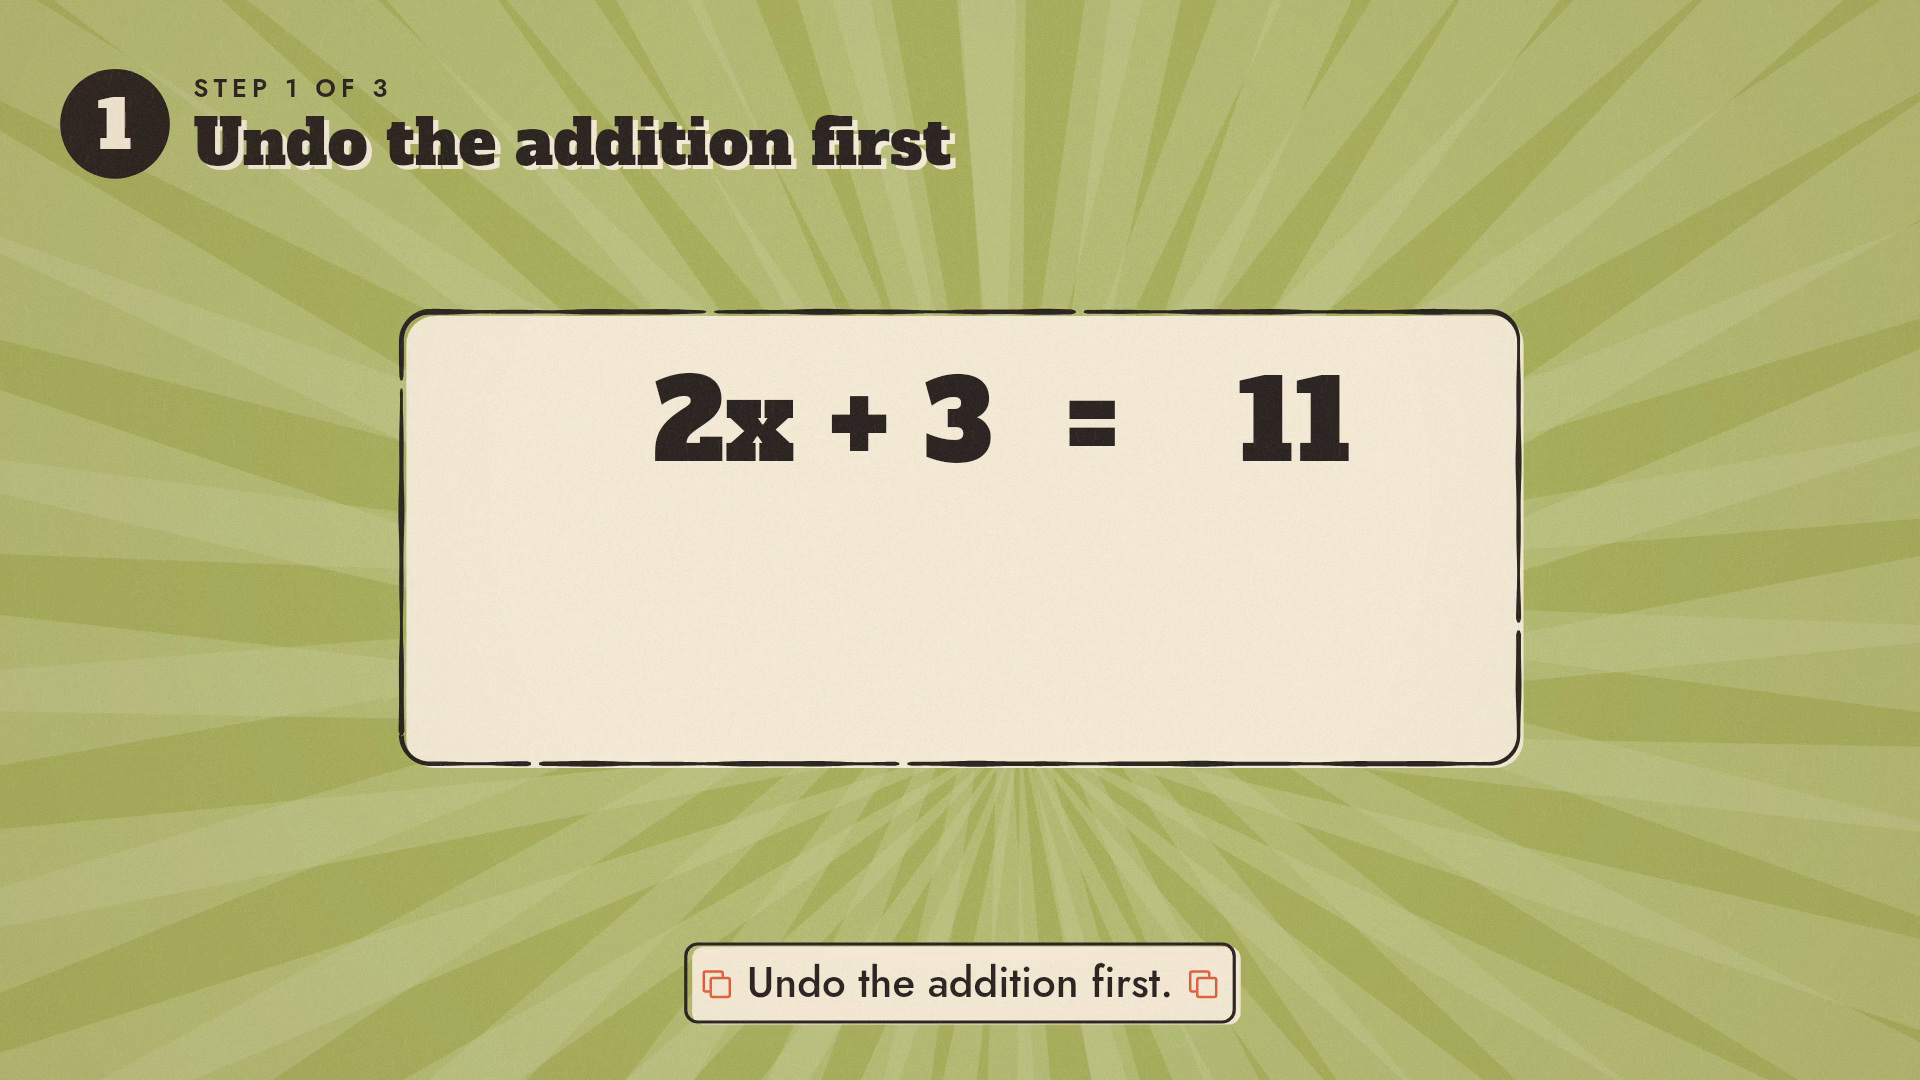 1
STEP 1 OF 3
Undo the addition first
2x + 3 = 11
Undo the addition first.